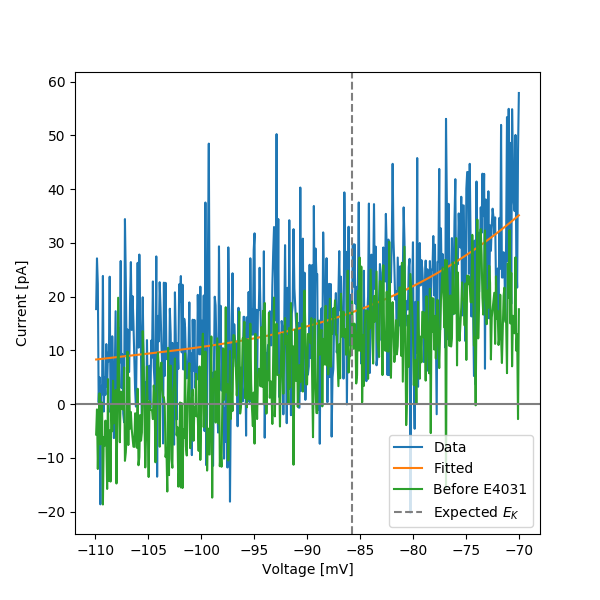 60
50
40
30
20
10
0
−10
−20
Current [pA]
Data
Fitted
Before E4031
Expected $E_K$
−110 −105 −100 −95 −90 −85 −80 −75 −70
Voltage [mV]